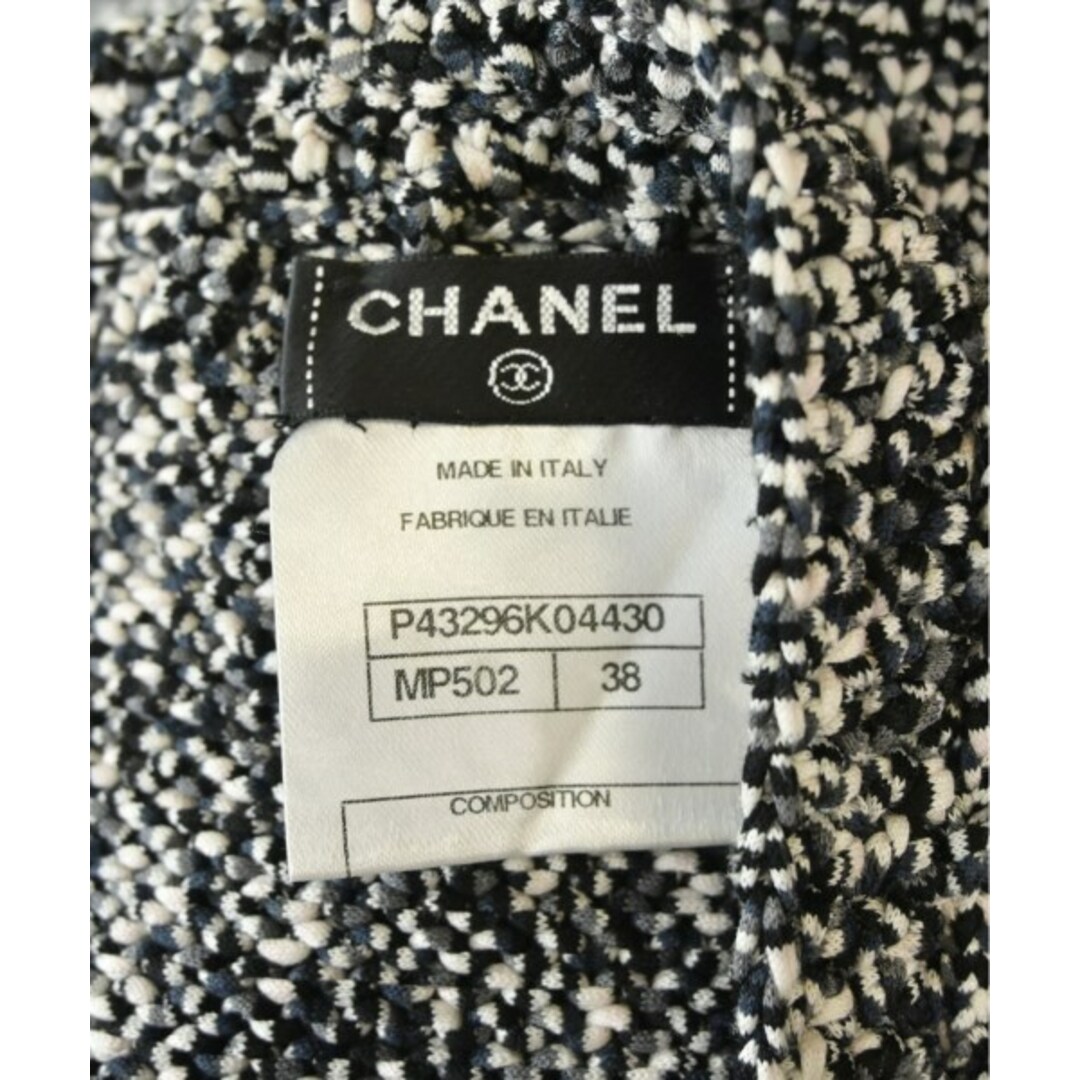 CHANEL
MADE IN ITALY
FABRIQUE EN ITALIE
P43296K04430
MP502 38
COMPOSITION